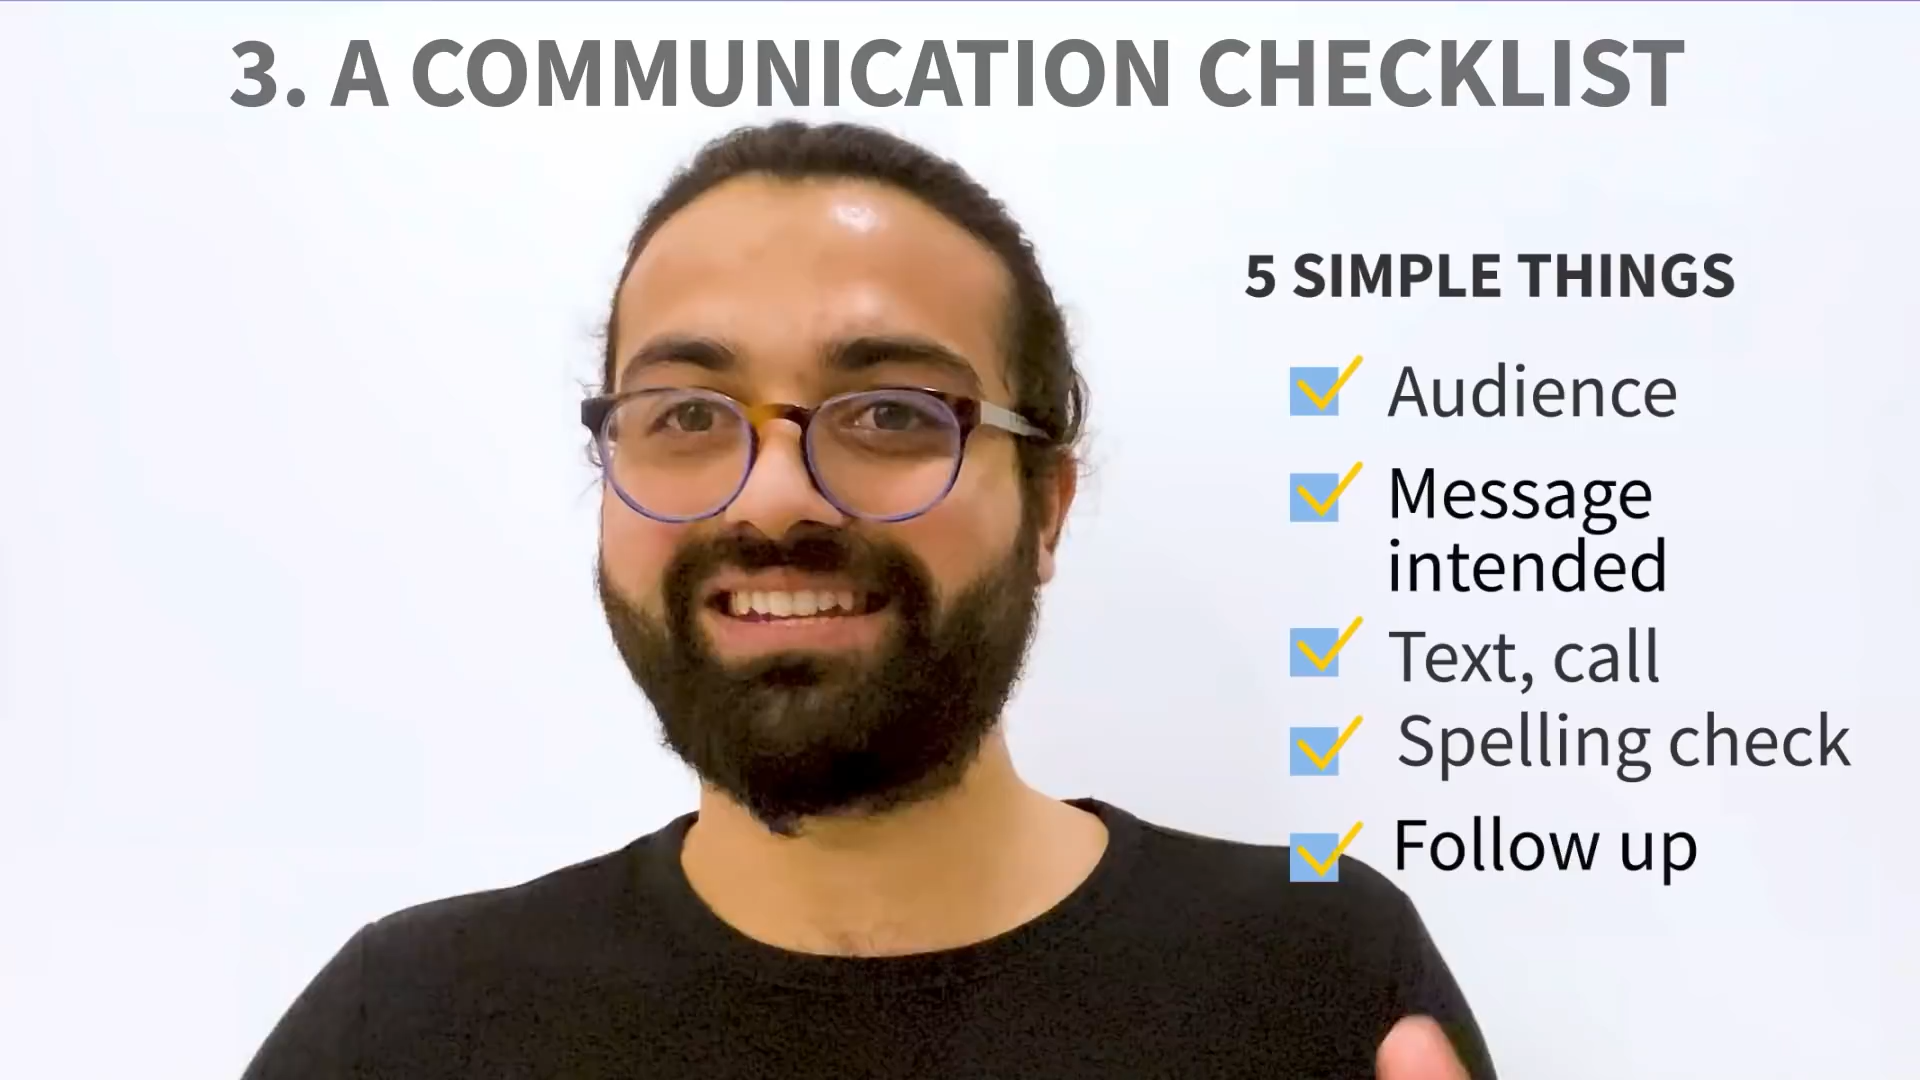 3. A COMMUNICATION CHECKLIST
5 SIMPLE THINGS
Audience
Message
intended
Text, call
Spelling check
Follow up